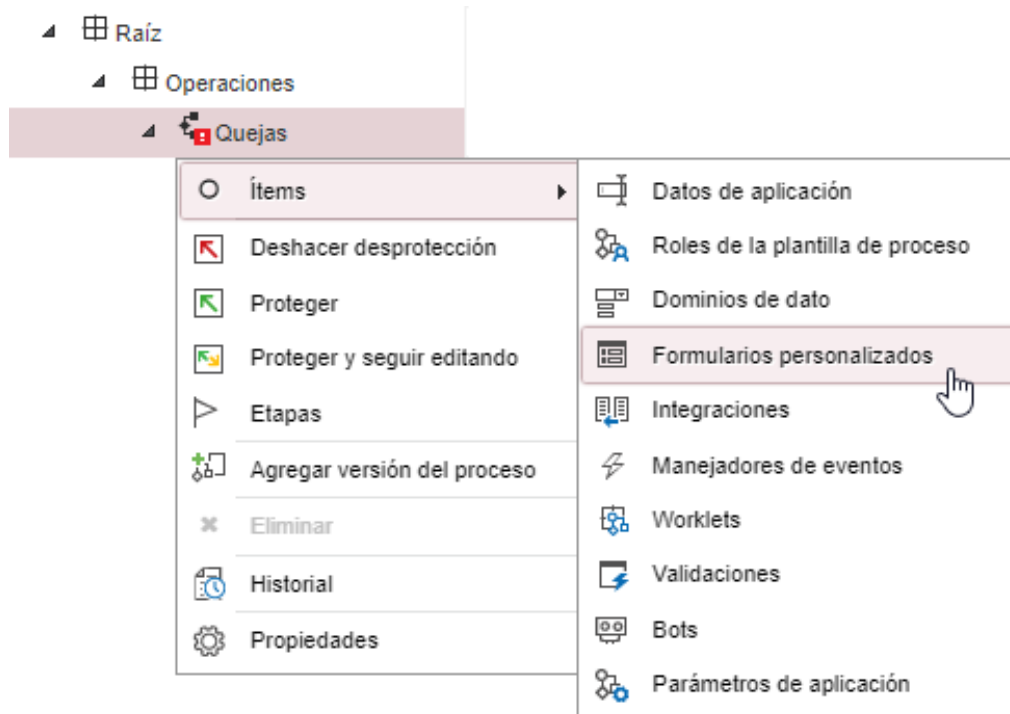 Raíz
Operaciones
Quejas
Ítems
Deshacer desprotección
Proteger
Proteger y seguir editando
Etapas
Agregar versión del proceso
Eliminar
Historial
Propiedades
Datos de aplicación
Roles de la plantilla de proceso
Dominios de dato
Formularios personalizados
Integraciones
Manejadores de eventos
Worklets
Validaciones
Bots
Parámetros de aplicación